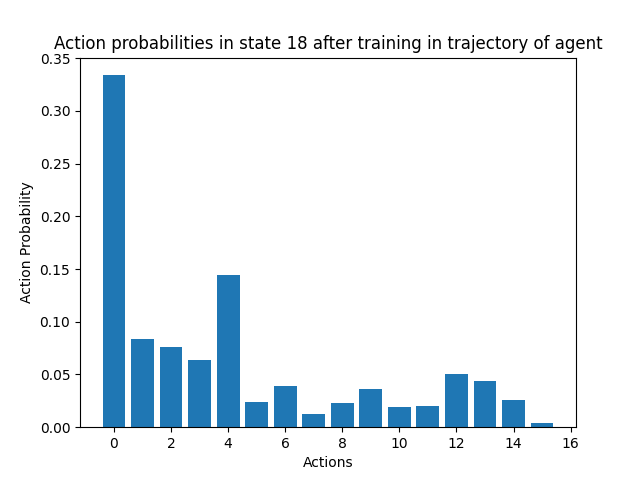 Action probabilities in state 18 after training in trajectory of agent
0.35
0.30
0.25
0.20
0.15
0.10
0.05
0.00
Action Probability
0 2 4 6 8 10 12 14 16
Actions